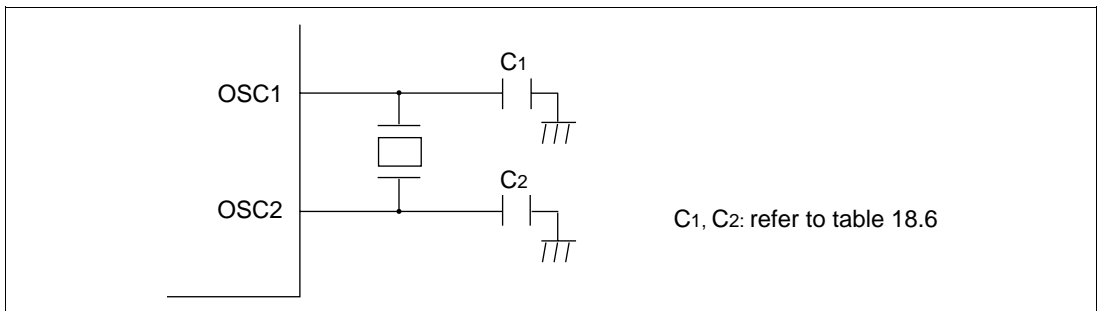 C1
OSC1
C2
OSC2
C1, C2: refer to table 18.6